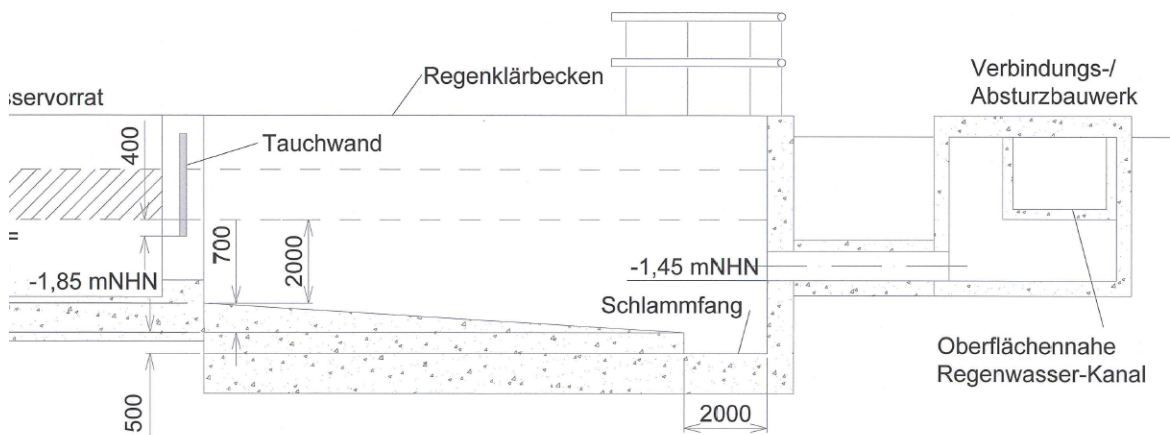 Regenklärbecken
Verbindungs-/
Absturzbauwerk
sservorrat
Tauchwand
400
700
2000
-1,85 mNHN
-1,45 mNHN
Schlammfang
Oberflächennahe
Regenwasser-Kanal
500
2000